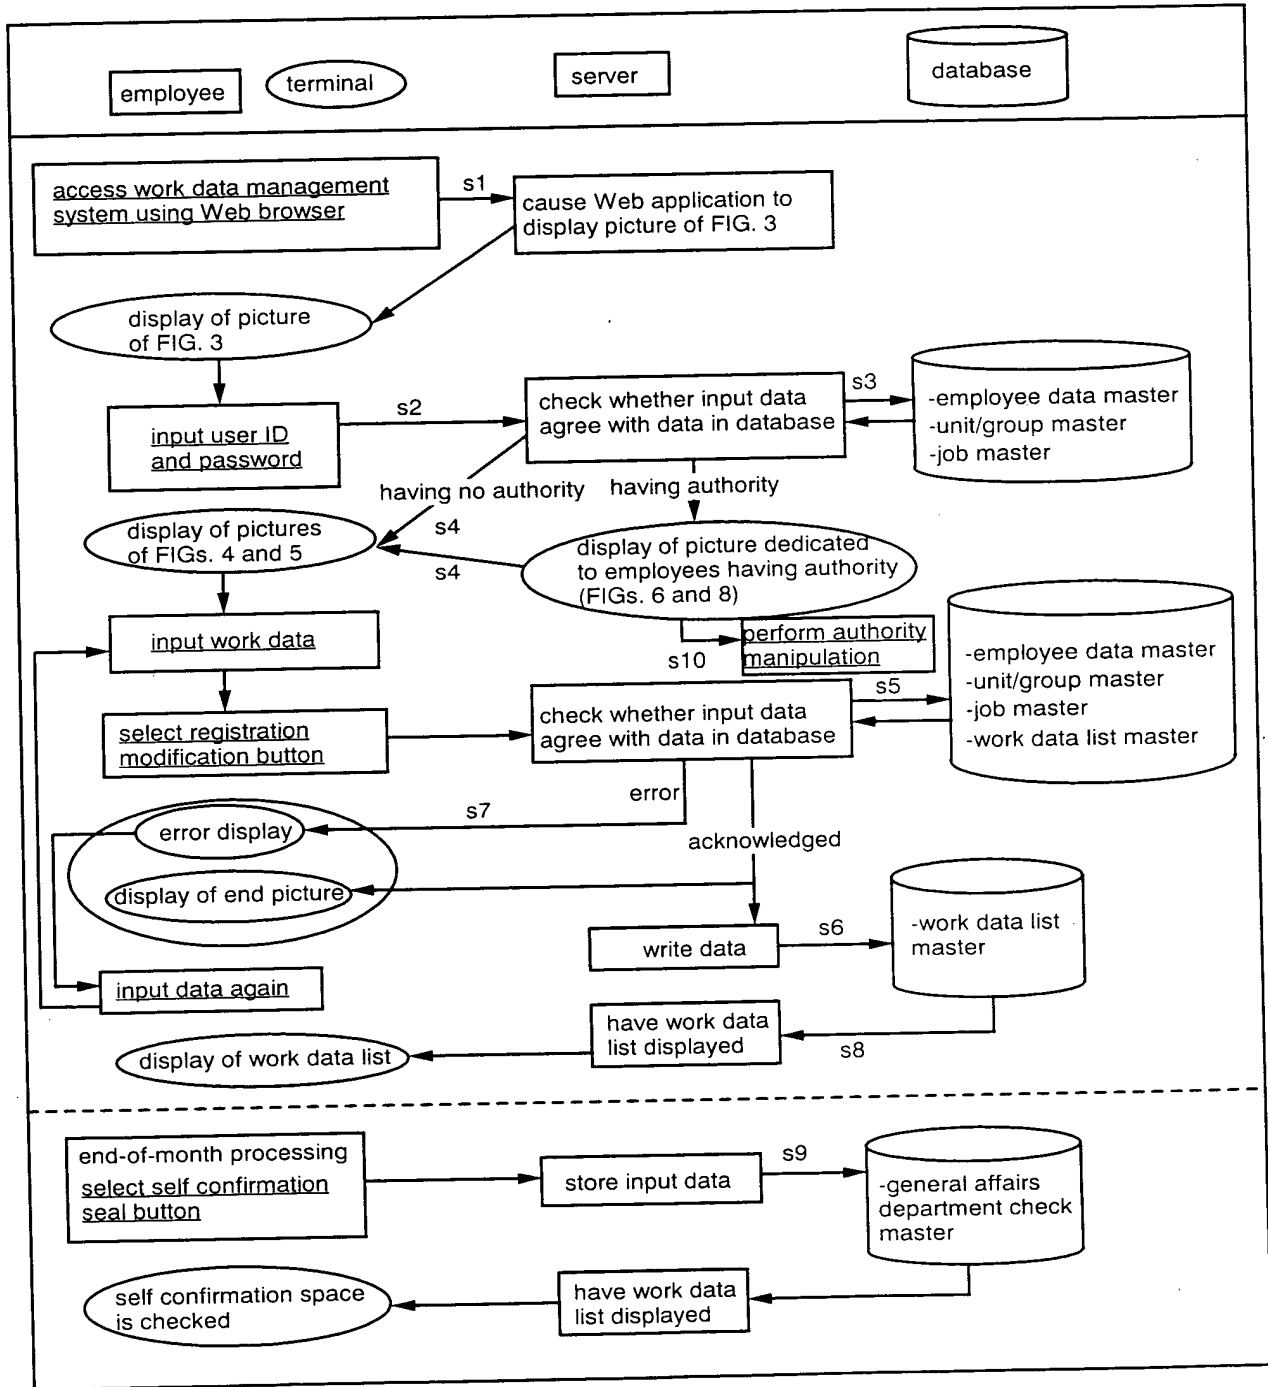 employee
terminal
server
database
access work data management
system using Web browser
s1
cause Web application to
display picture of FIG. 3
display of picture
of FIG. 3
input user ID
and password
s2
check whether input data
agree with data in database
s3
-employee data master
-unit/group master
-job master
having no authority
having authority
display of pictures
of FIGs. 4 and 5
s4
s4
display of picture dedicated
to employees having authority
(FIGs. 6 and 8)
input work data
s10
perform authority
manipulation
select registration
modification button
check whether input data
agree with data in database
s5
-employee data master
-unit/group master
-job master
-work data list master
error
s7
error display
acknowledged
display of end picture
write data
s6
-work data list
master
input data again
have work data
list displayed
s8
display of work data list
end-of-month processing
select self confirmation
seal button
store input data
s9
-general affairs
department check
master
self confirmation space
is checked
have work data
list displayed